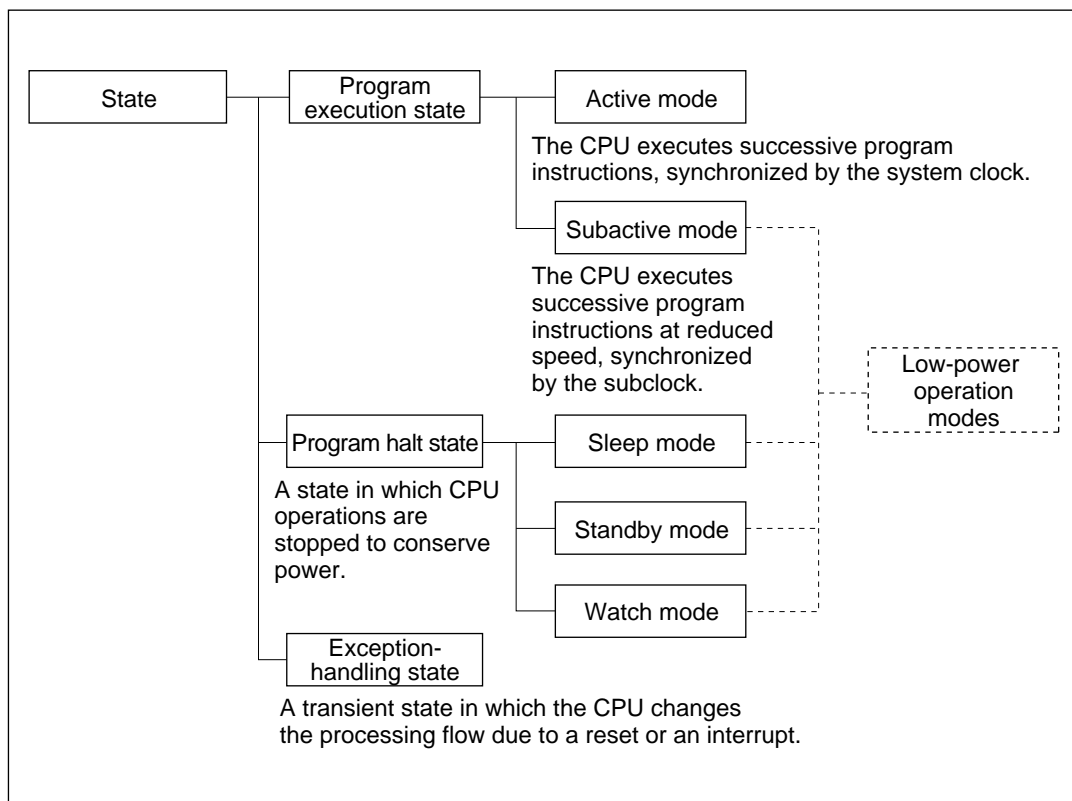 State
Program
execution state
Active mode
The CPU executes successive program
instructions, synchronized by the system clock.
Subactive mode
The CPU executes
successive program
instructions at reduced
speed, synchronized
by the subclock.
Low-power
operation
modes
Program halt state
A state in which CPU
operations are
stopped to conserve
power.
Sleep mode
Standby mode
Watch mode
Exception-
handling state
A transient state in which the CPU changes
the processing flow due to a reset or an interrupt.